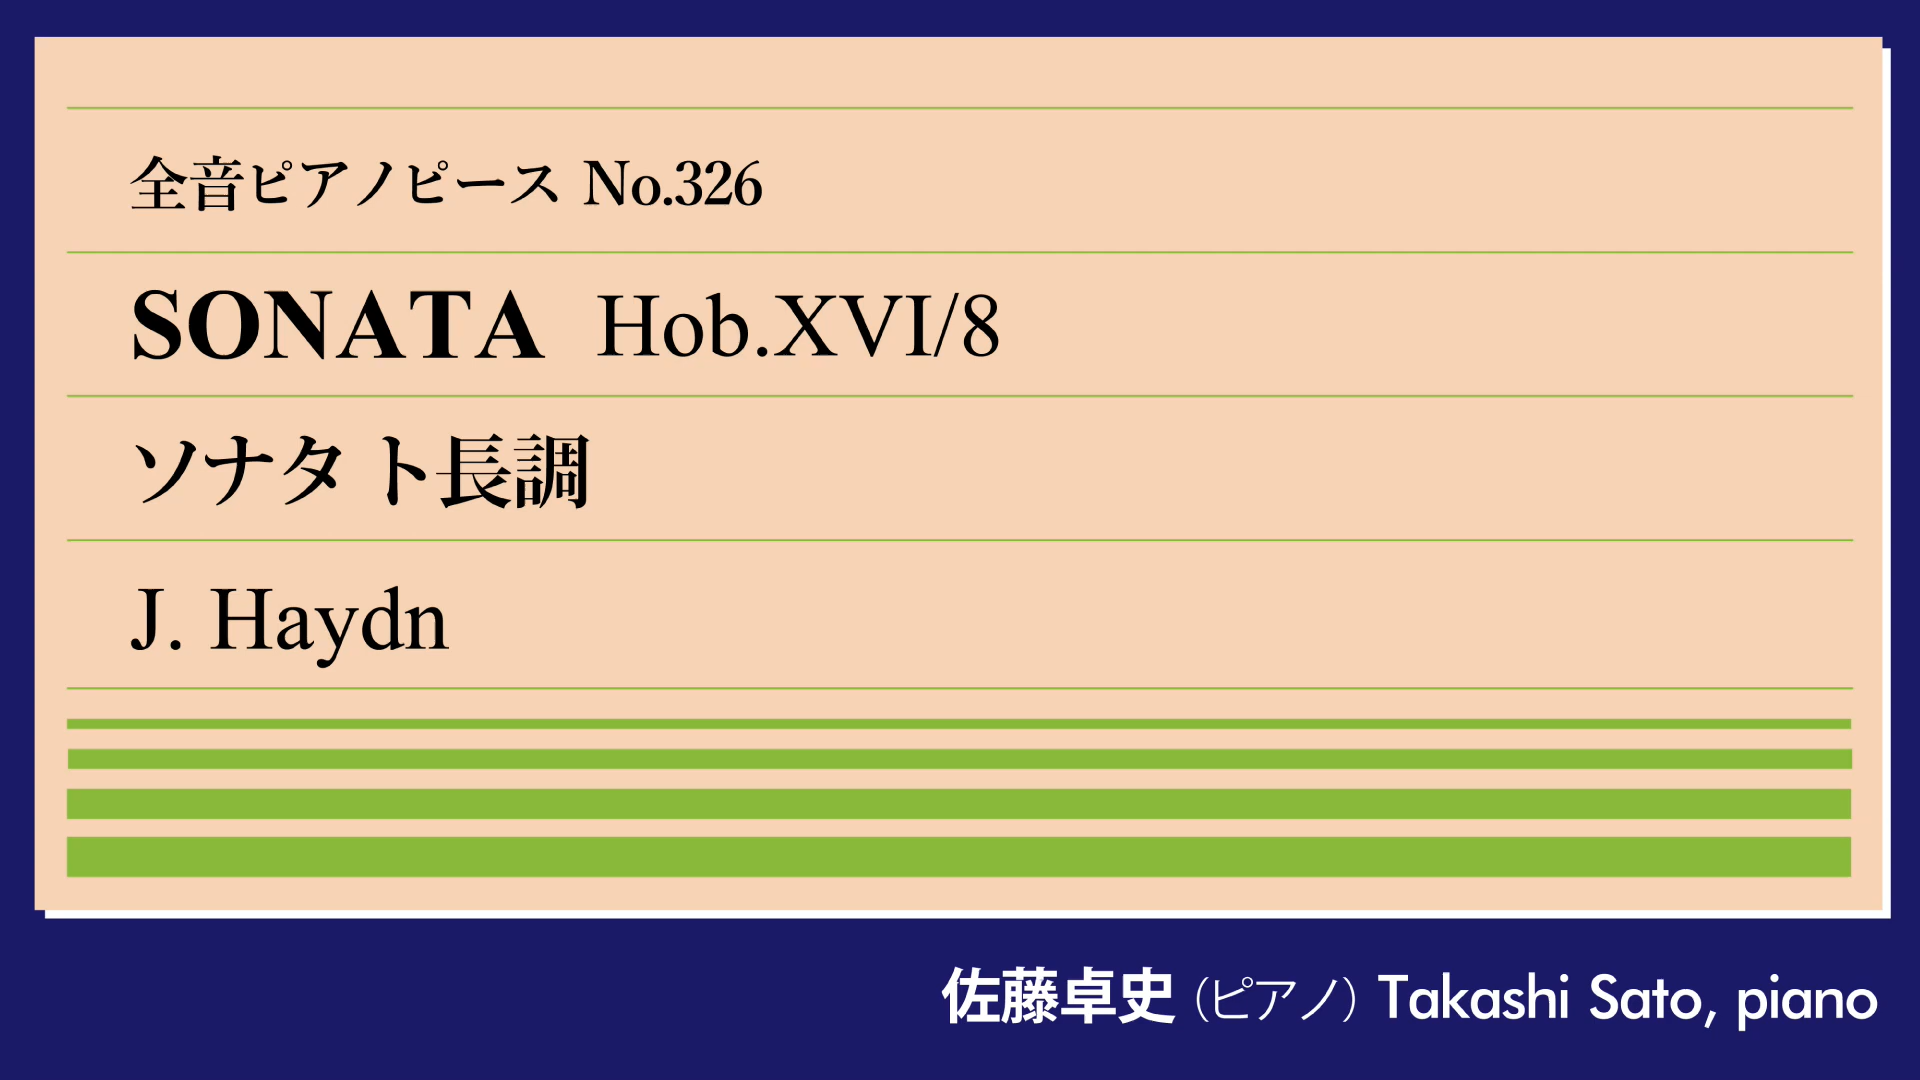 全音ピアノピース No.326
SONATA Hob.XVI/8
ソナタ ト長調
J. Haydn
佐藤卓史（ピアノ）Takashi Sato, piano